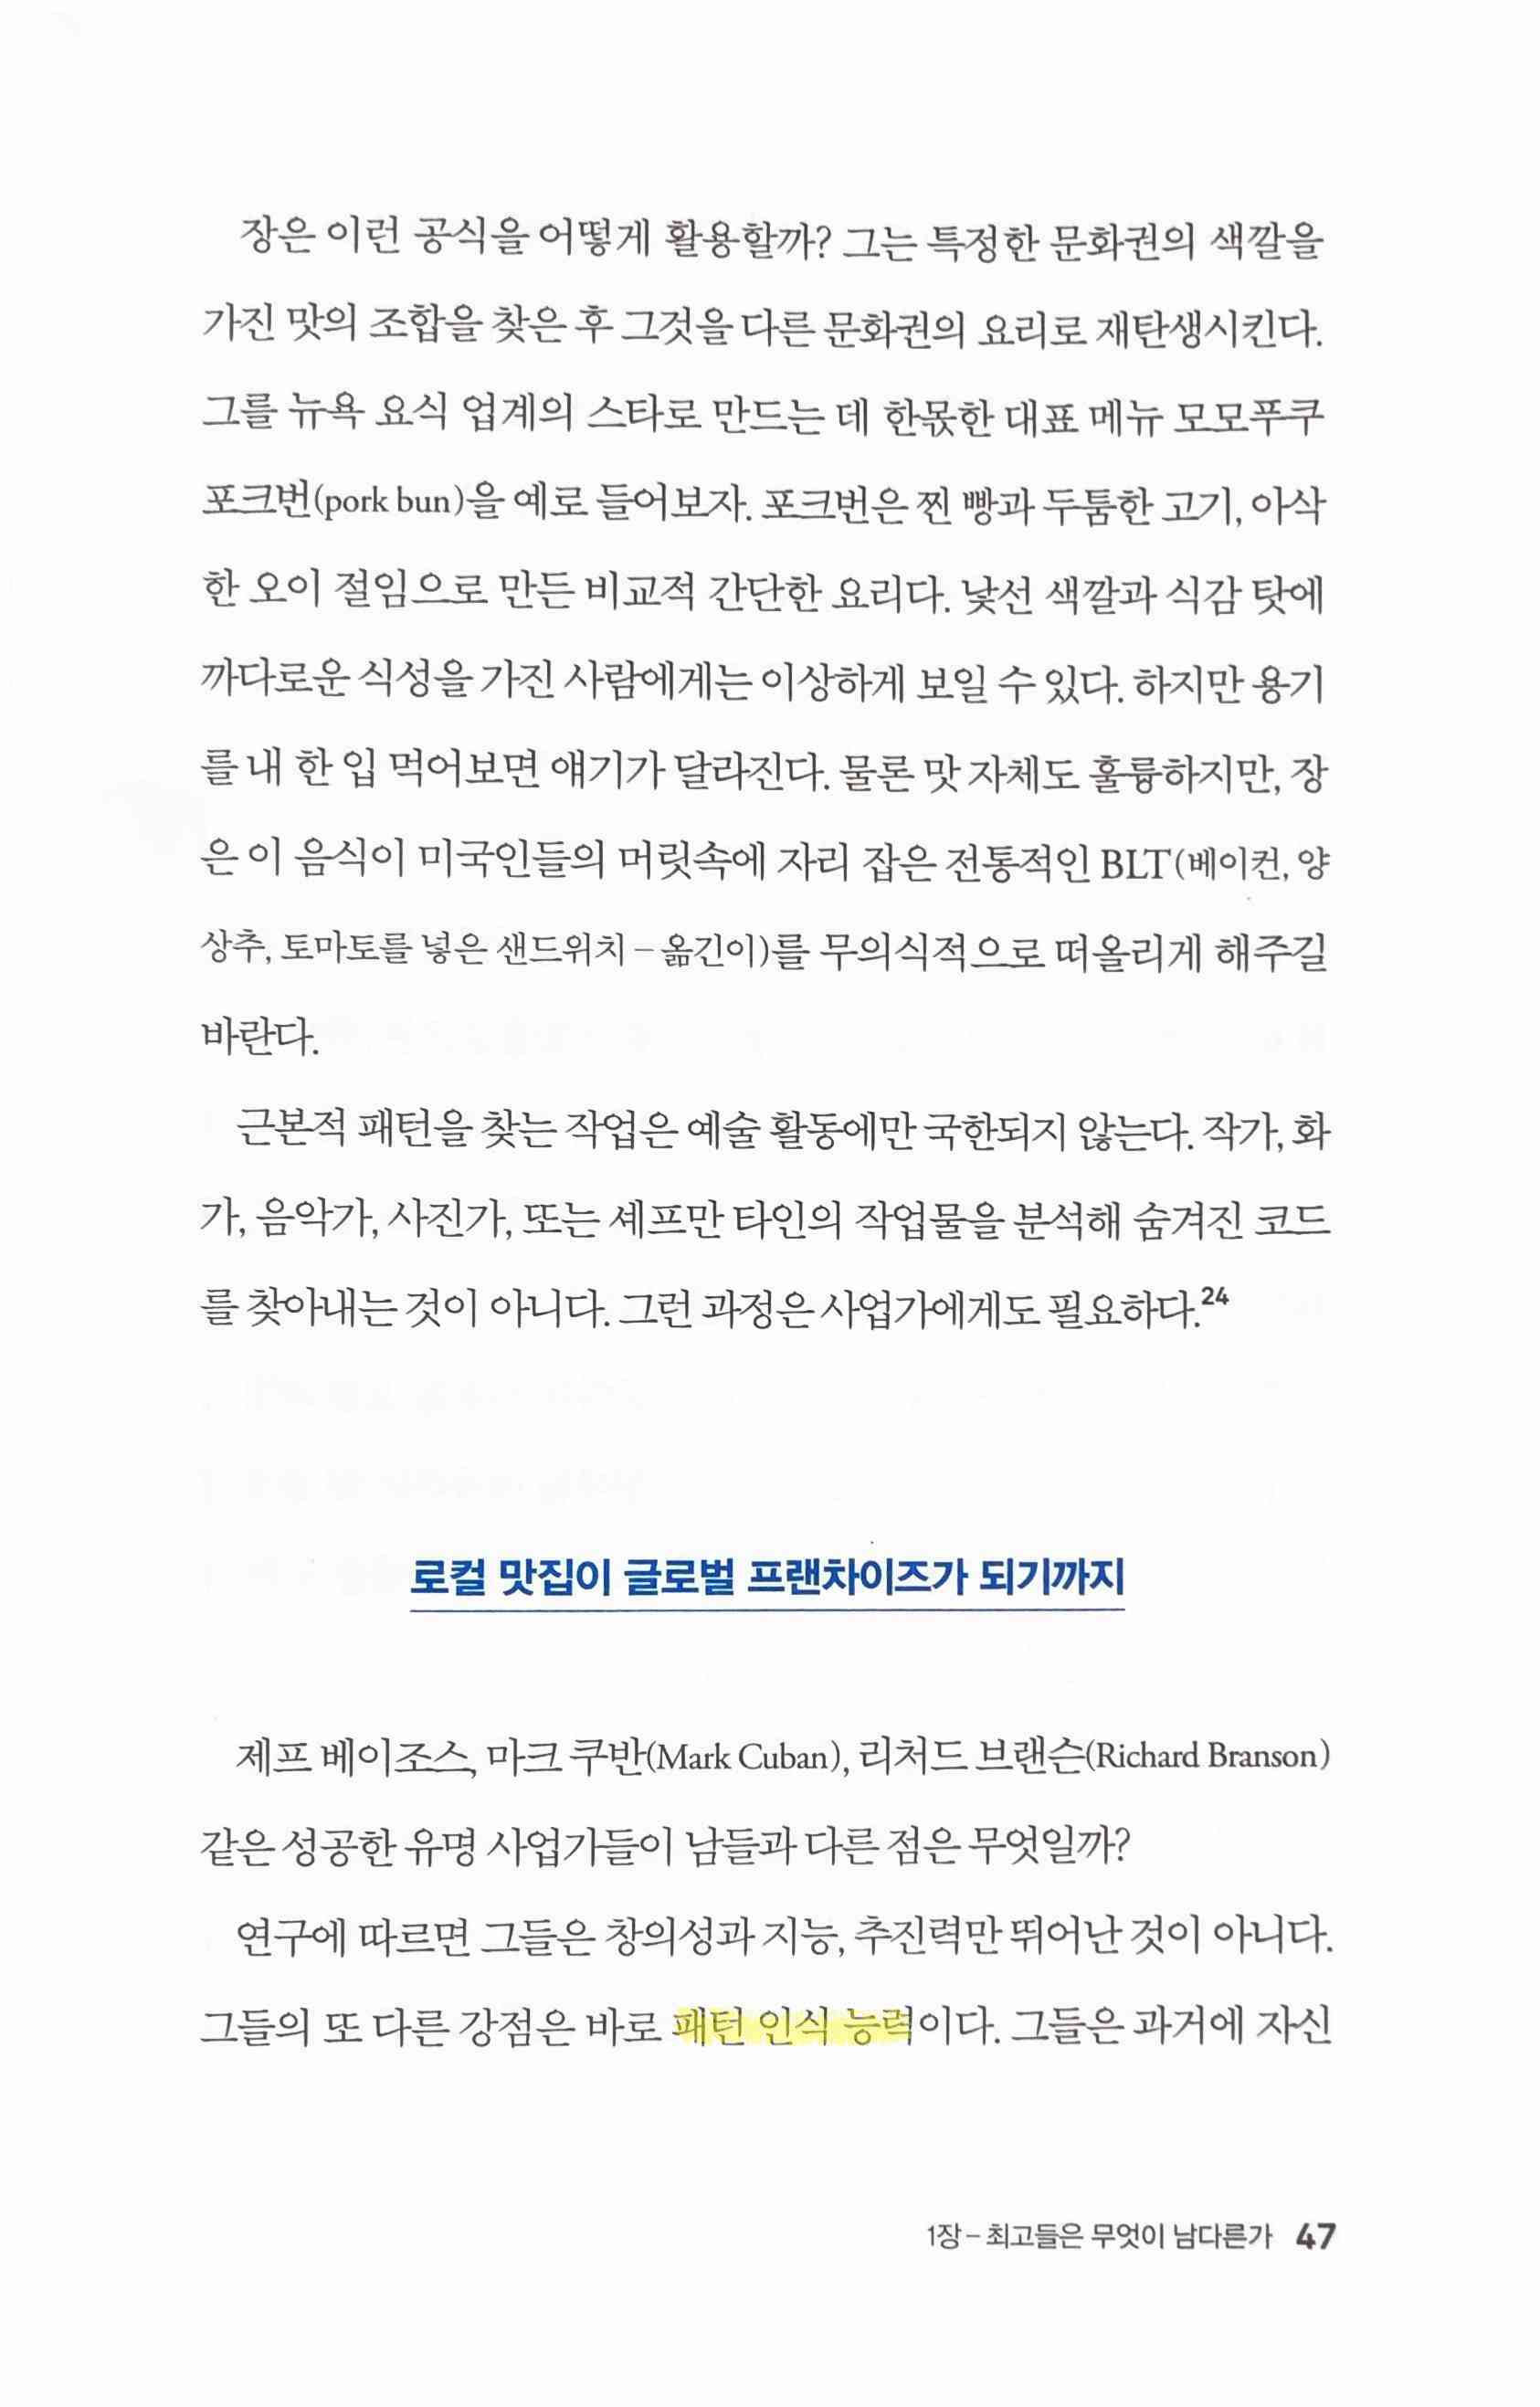 장은 이런 공식을 어떻게 활용할까? 그는 특정한 문화권의 색깔을
가진 맛의 조합을 찾은 후 그것을 다른 문화권의 요리로 재탄생시킨다.
그를 뉴욕 요식 업계의 스타로 만드는 데 한몫한 대표 메뉴 모모푸쿠
포크번(pork bun)을 예로 들어보자. 포크번은 찐 빵과 두툼한 고기, 아삭
한 오이 절임으로 만든 비교적 간단한 요리다. 낯선 색깔과 식감 탓에
까다로운 식성을 가진 사람에게는 이상하게 보일 수 있다. 하지만 용기
를 내 한 입 먹어보면 얘기가 달라진다. 물론 맛 자체도 훌륭하지만, 장
은 이 음식이 미국인들의 머릿속에 자리 잡은 전통적인 BLT(베이컨, 양
상추, 토마토를 넣은 샌드위치 – 옮긴이)를 무의식적으로 떠올리게 해주길
바란다.
근본적 패턴을 찾는 작업은 예술 활동에만 국한되지 않는다. 작가, 화
가, 음악가, 사진가, 또는 셰프만 타인의 작업물을 분석해 숨겨진 코드
를 찾아내는 것이 아니다. 그런 과정은 사업가에게도 필요하다.24
로컬 맛집이 글로벌 프랜차이즈가 되기까지
제프 베이조스, 마크 쿠반(Mark Cuban), 리처드 브랜슨(Richard Branson)
같은 성공한 유명 사업가들이 남들과 다른 점은 무엇일까?
연구에 따르면 그들은 창의성과 지능, 추진력만 뛰어난 것이 아니다.
그들의 또 다른 강점은 바로 패턴 인식 능력이다. 그들은 과거에 자신
1장 – 최고들은 무엇이 남다른가 47